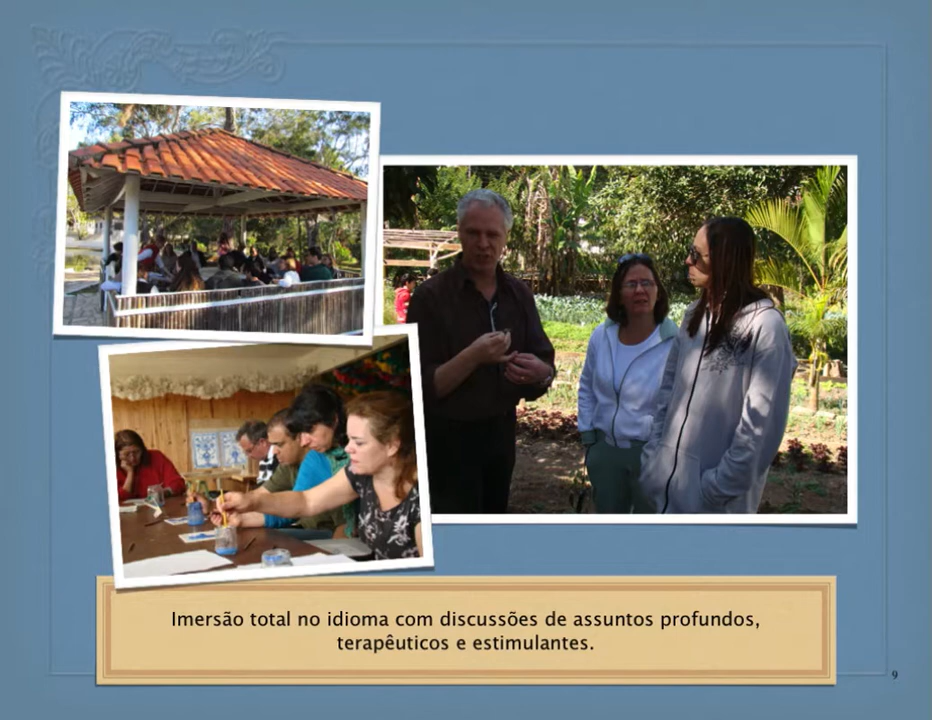 Imersão total no idioma com discussões de assuntos profundos,
terapêuticos e estimulantes.
9